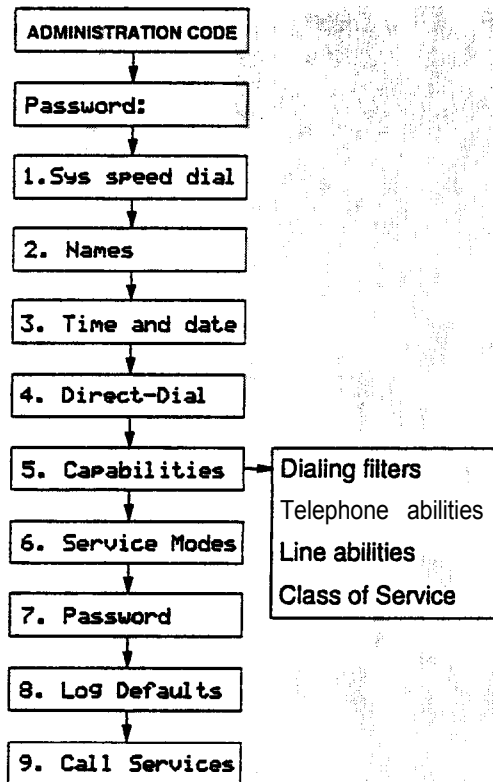 ADMINISTRATION CODE
Password:
1.Sys speed dial
2. Names
3. Time and date
4. Direct-Dial
5. Capabilities
Dialing filters
Telephone abilities
Line abilities
Class of Service
6. Service Modes
7. Password
8. Log Defaults
9. Call Services